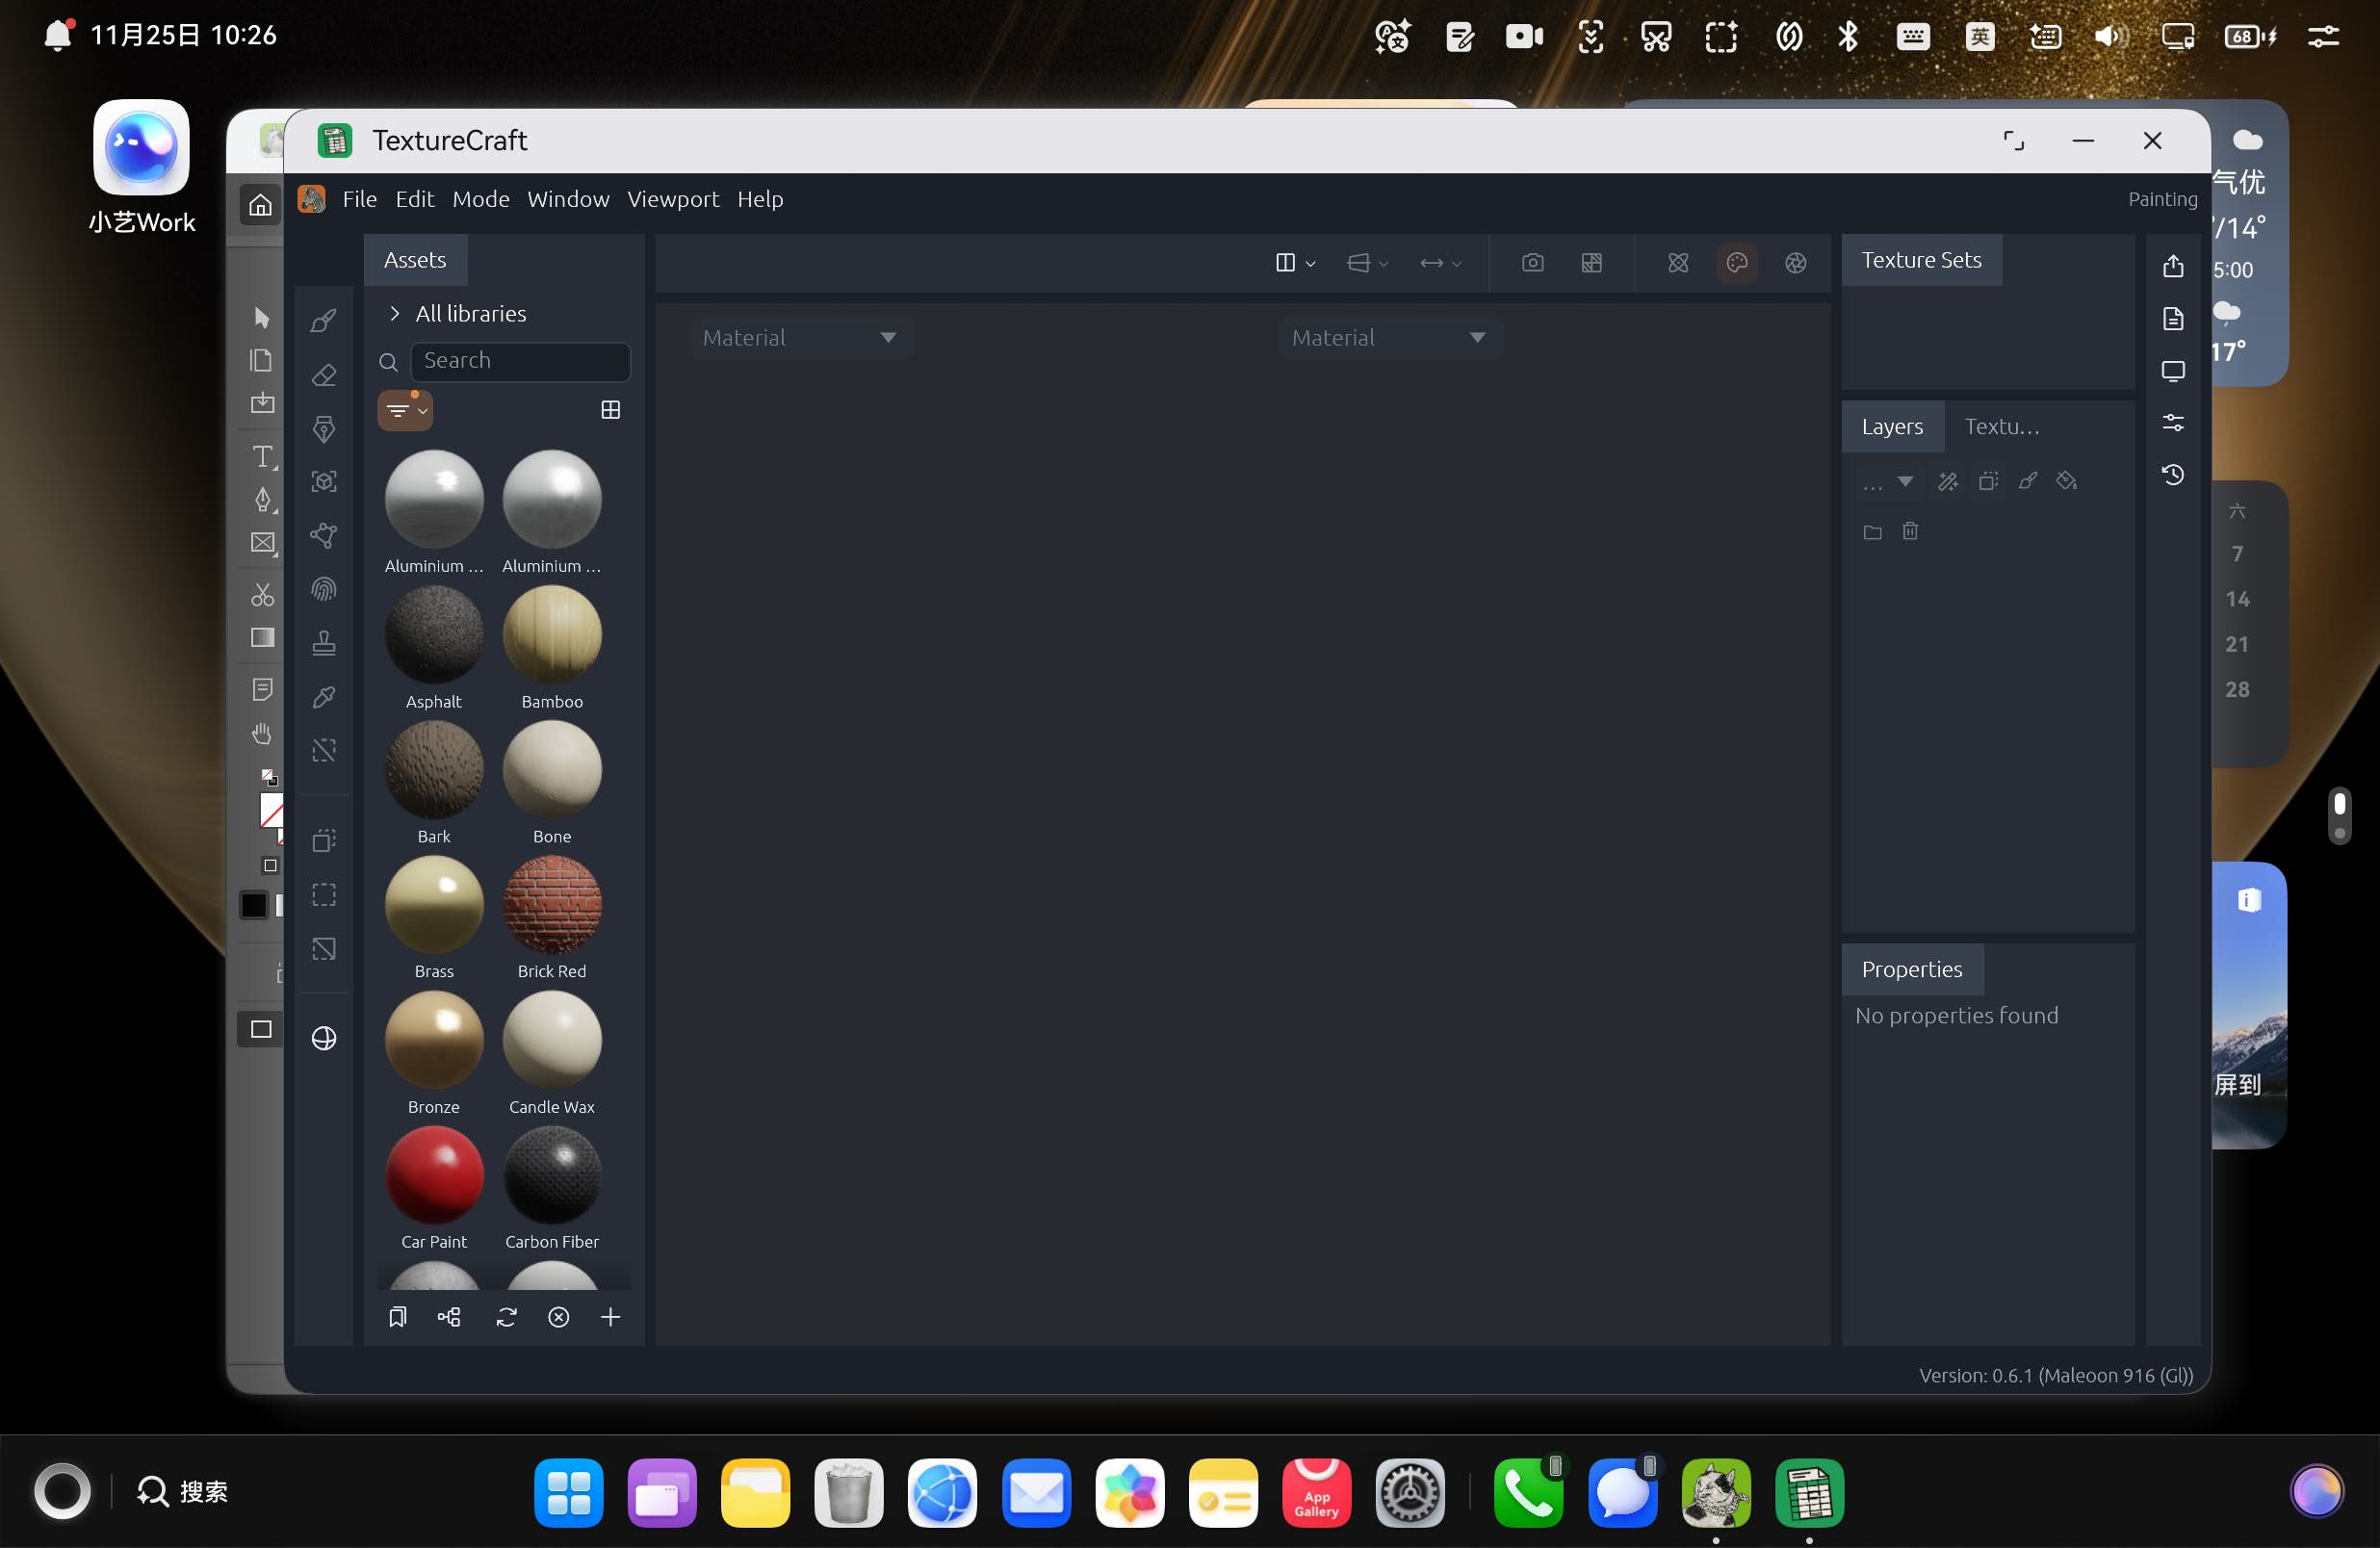 11月25日 10:26
英
68
小艺Work
TextureCraft
File Edit Mode Window Viewport Help
Painting
Assets
All libraries
Search
Aluminium ...
Aluminium ...
Asphalt
Bamboo
Bark
Bone
Brass
Brick Red
Bronze
Candle Wax
Car Paint
Carbon Fiber
Material
Material
Texture Sets
Layers
Textu...
...
Properties
No properties found
Version: 0.6.1 (Maleoon 916 (Gl))
气优
/14°
5:00
17°
六
7
14
21
28
屏到
搜索
App
Gallery